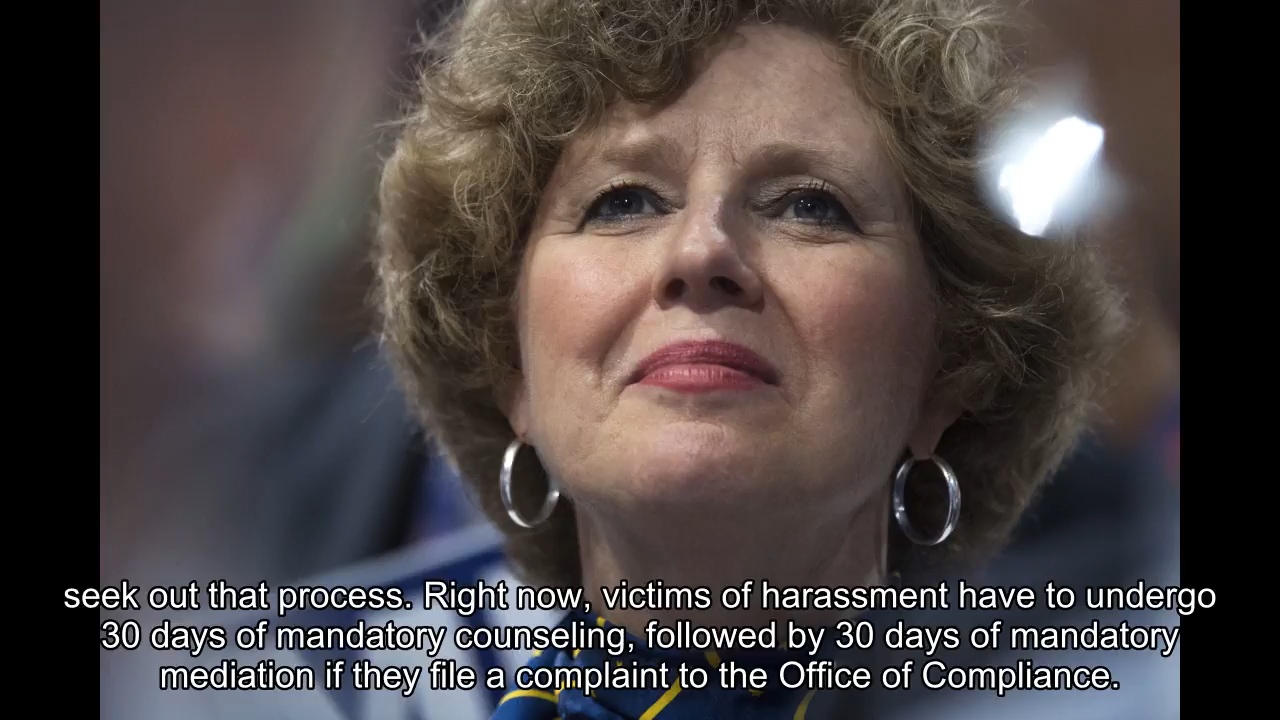 seek out that process. Right now, victims of harassment have to undergo
30 days of mandatory counseling, followed by 30 days of mandatory
mediation if they file a complaint to the Office of Compliance.